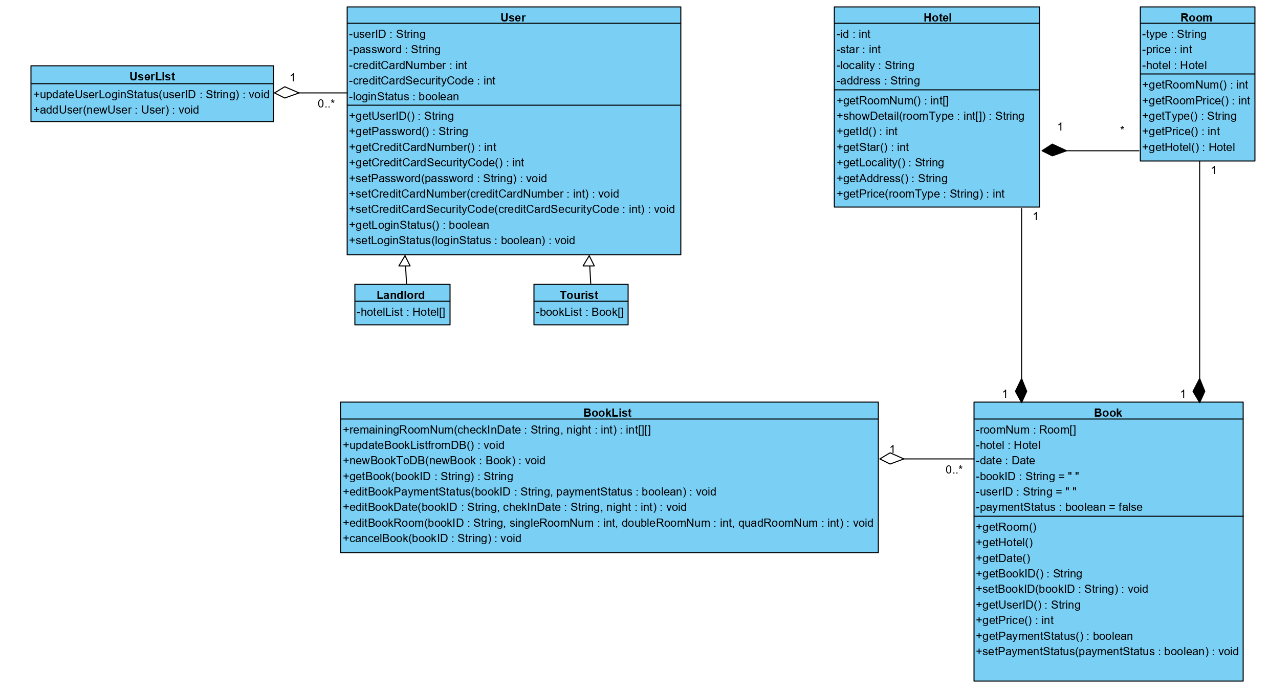 UserList
+updateUserLoginStatus(userID : String) : void
+addUser(newUser : User) : void
1
0..*
User
-userID : String
-password : String
-creditCardNumber : int
-creditCardSecurityCode : int
-loginStatus : boolean
+getUserID() : String
+getPassword() : String
+getCreditCardNumber() : int
+getCreditCardSecurityCode() : int
+setPassword(password : String) : void
+setCreditCardNumber(creditCardNumber : int) : void
+setCreditCardSecurityCode(creditCardSecurityCode : int) : void
+getLoginStatus() : boolean
+setLoginStatus(loginStatus : boolean) : void
Landlord
-hotelList : Hotel[]
Tourist
-bookList : Book[]
Hotel
-id : int
-star : int
-locality : String
-address : String
+getRoomNum() : int[]
+showDetail(roomType : int[]) : String
+getId() : int
+getStar() : int
+getLocality() : String
+getAddress() : String
+getPrice(roomType : String) : int
1
*
Room
-type : String
-price : int
-hotel : Hotel
+getRoomNum() : int
+getRoomPrice() : int
+getType() : String
+getPrice() : int
+getHotel() : Hotel
1
1
1
1
BookList
+remainingRoomNum(checkInDate : String, night : int) : int[][]
+updateBookListfromDB() : void
+newBookToDB(newBook : Book) : void
+getBook(bookID : String) : String
+editBookPaymentStatus(bookID : String, paymentStatus : boolean) : void
+editBookDate(bookID : String, chekInDate : String, night : int) : void
+editBookRoom(bookID : String, singleRoomNum : int, doubleRoomNum : int, quadRoomNum : int) : void
+cancelBook(bookID : String) : void
1
0..*
Book
-roomNum : Room[]
-hotel : Hotel
-date : Date
-bookID : String = " "
-userID : String = " "
-paymentStatus : boolean = false
+getRoom()
+getHotel()
+getDate()
+getBookID() : String
+setBookID(bookID : String) : void
+getUserID() : String
+getPrice() : int
+getPaymentStatus() : boolean
+setPaymentStatus(paymentStatus : boolean) : void